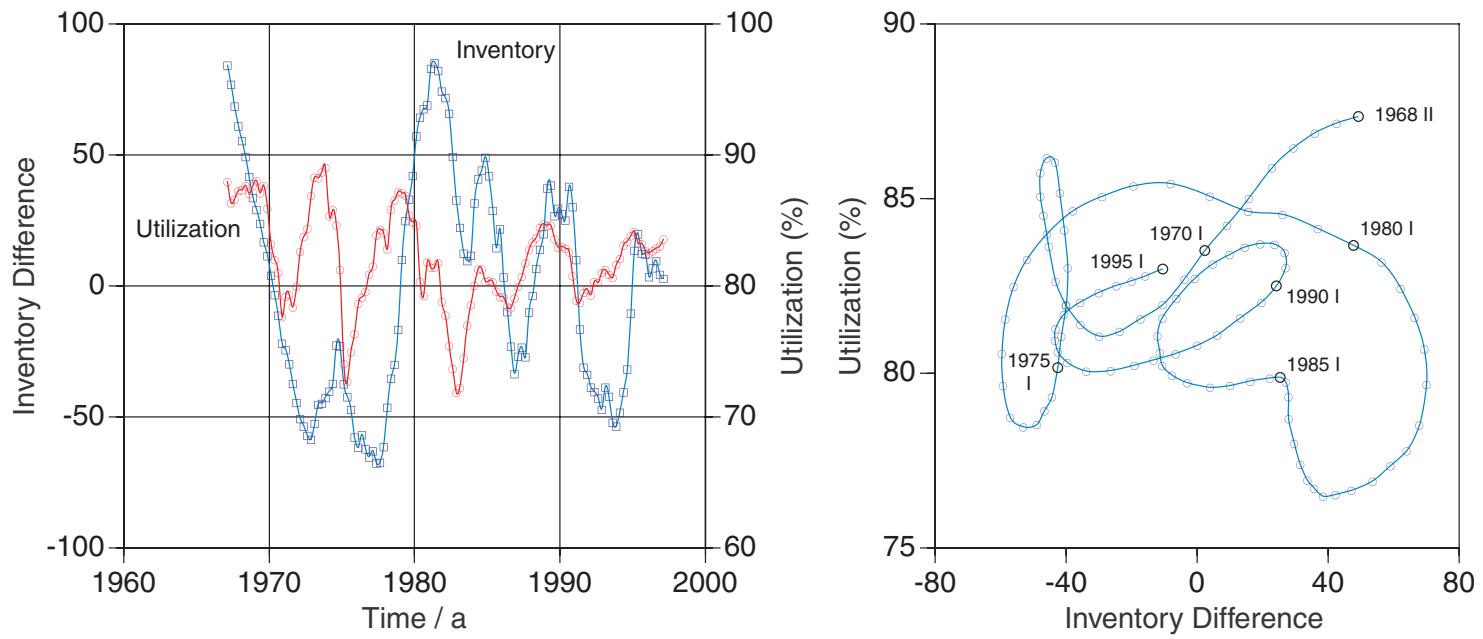 100
50
0
-50
-100
Inventory Difference
1960
1970
1980
1990
2000
Time / a
Inventory
Utilization
100
90
80
70
60
Utilization (%)
90
85
80
75
Utilization (%)
-80
-40
0
40
80
Inventory Difference
1968 II
1970 I
1980 I
1995 I
1990 I
1975
I
1985 I